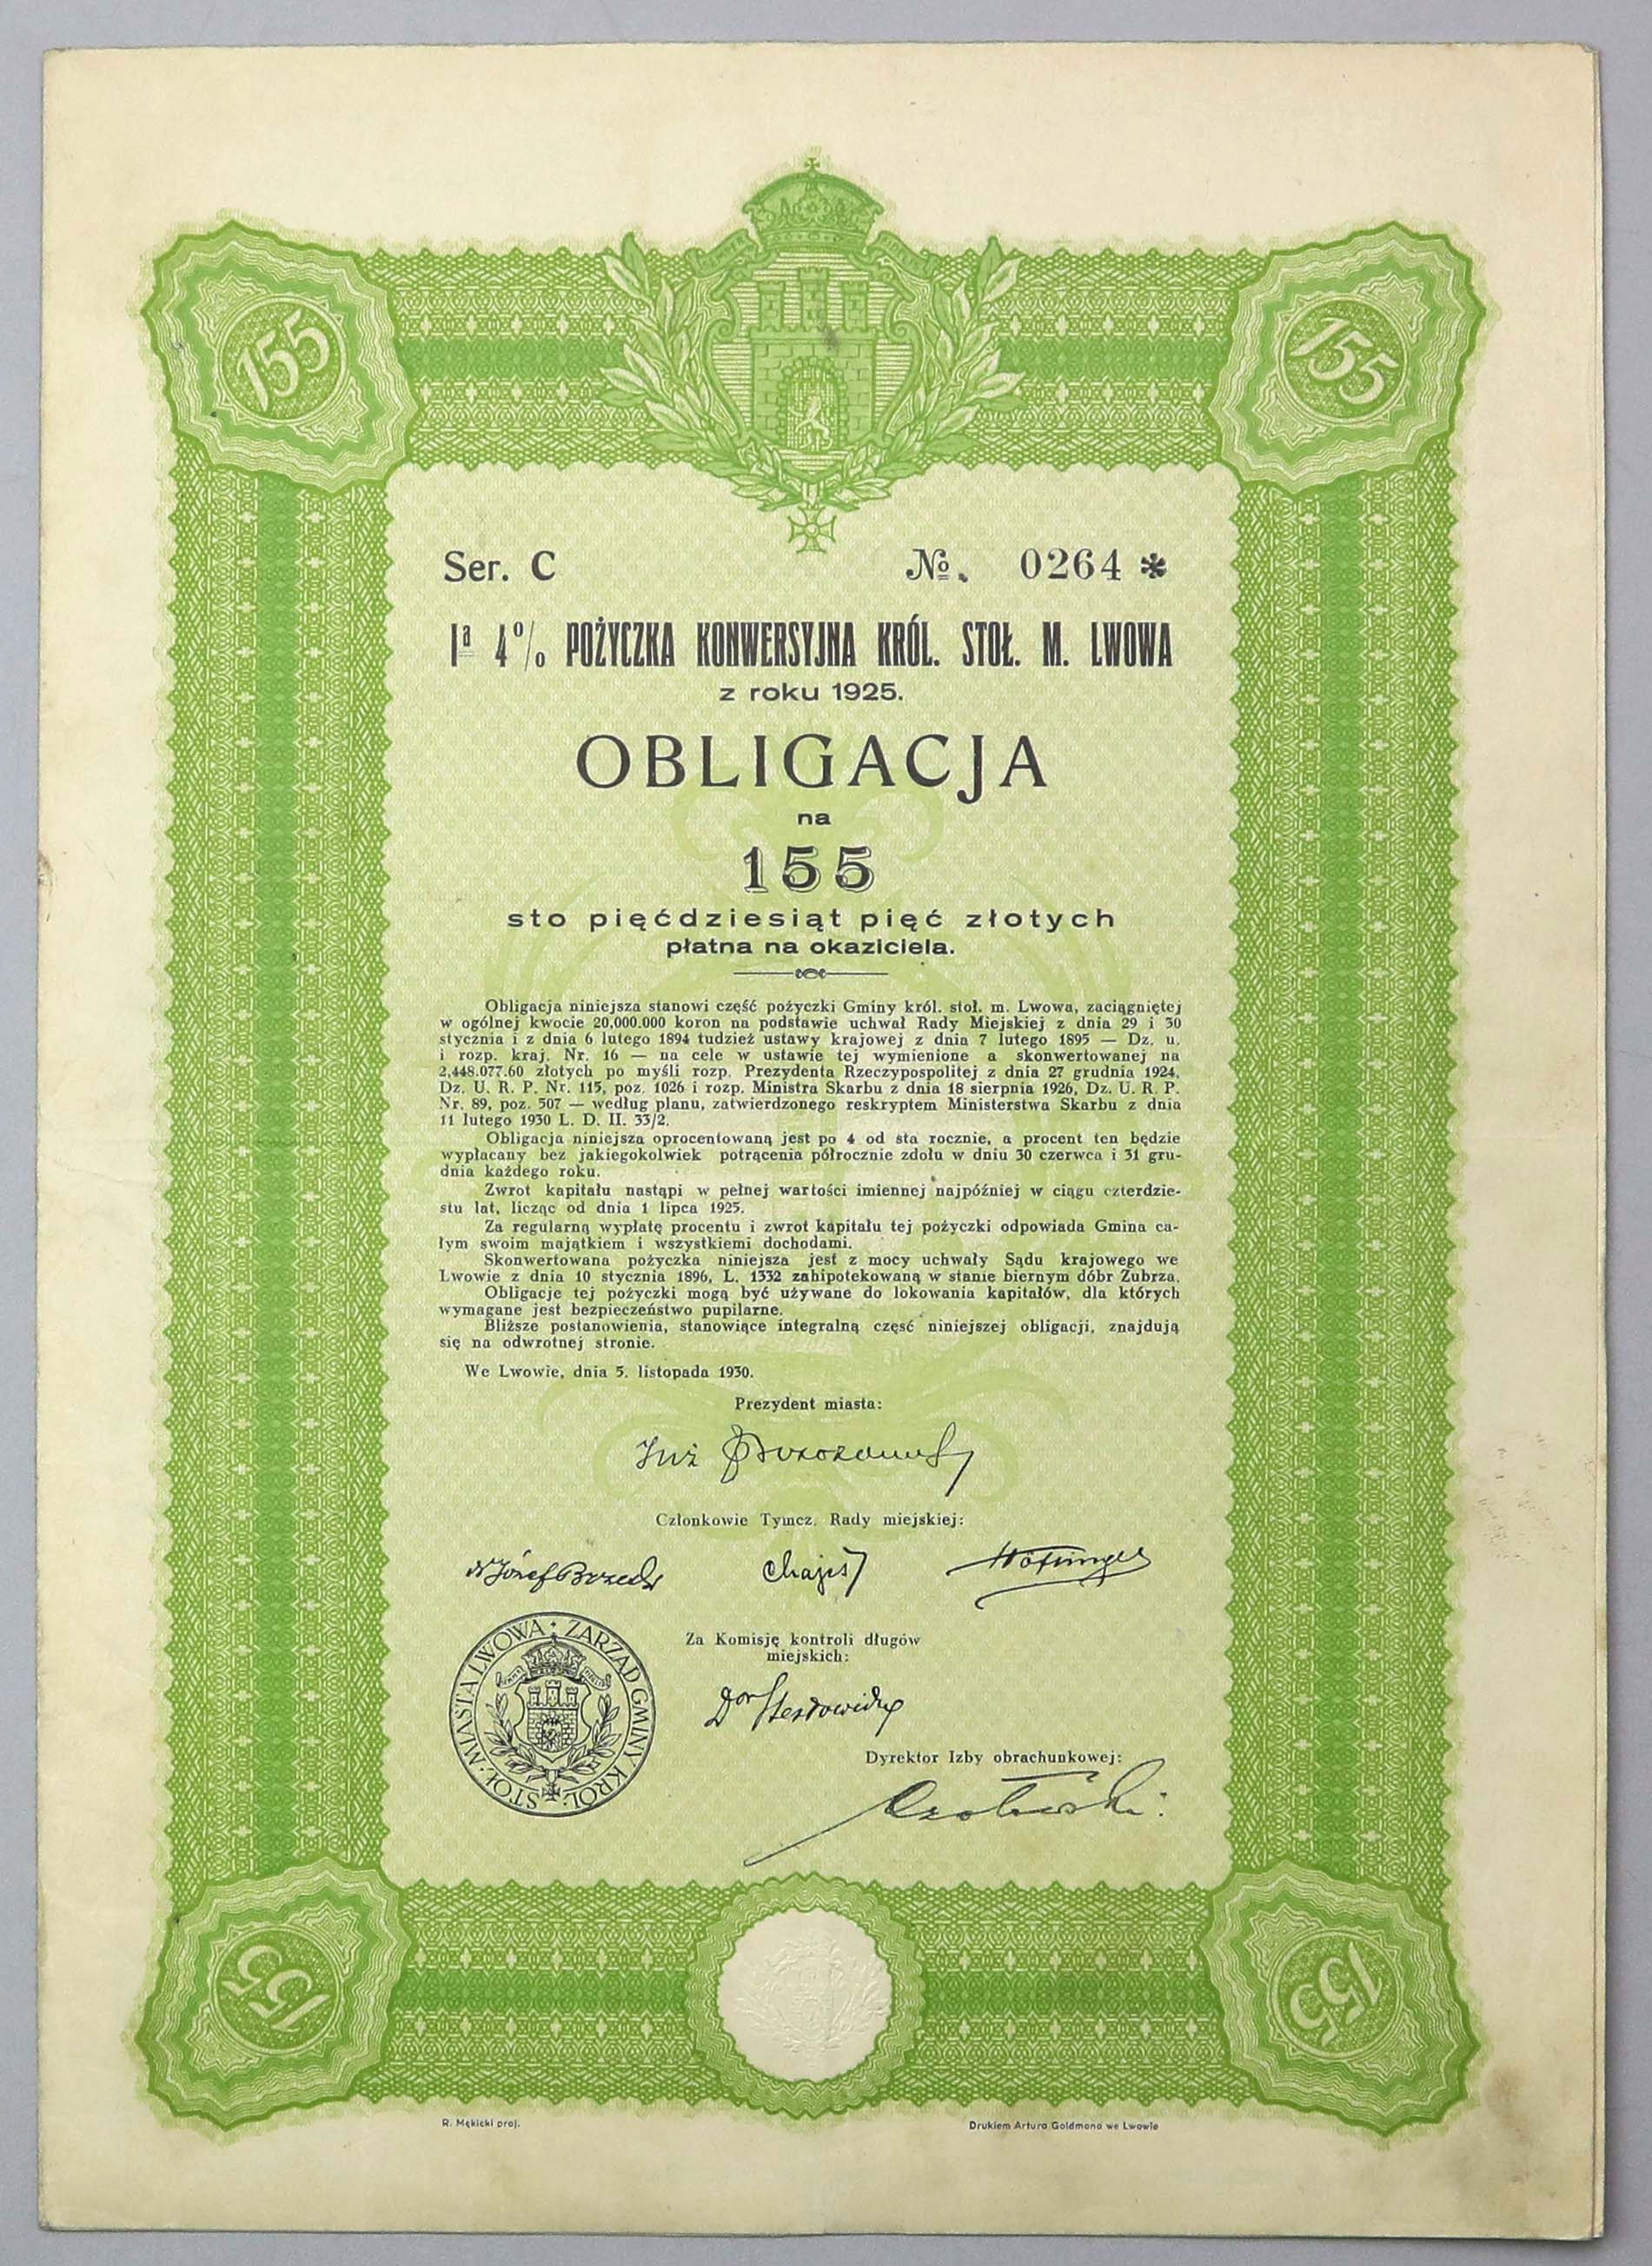 SEMPER FIDELIS
155
155
Ser. C
№. 0264 *
Iª 4% POŻYCZKA KONWERSYJNA KRÓL. STOŁ. M. LWOWA
z roku 1925.
OBLIGACJA
na
155
sto pięćdziesiąt pięć złotych
płatna na okaziciela.
Obligacja niniejsza stanowi część pożyczki Gminy król. stoł. m. Lwowa, zaciągniętej
w ogólnej kwocie 20,000.000 koron na podstawie uchwał Rady Miejskiej z dnia 29 i 30
stycznia i z dnia 6 lutego 1894 tudzież ustawy krajowej z dnia 7 lutego 1895 — Dz. u.
i rozp. kraj. Nr. 16 — na cele w ustawie tej wymienione a skonwertowanej na
2,448.077.60 złotych po myśli rozp. Prezydenta Rzeczypospolitej z dnia 27 grudnia 1924,
Dz. U. R. P. Nr. 115, poz. 1026 i rozp. Ministra Skarbu z dnia 18 sierpnia 1926, Dz. U. R. P.
Nr. 89, poz. 507 — według planu, zatwierdzonego reskryptem Ministerstwa Skarbu z dnia
11 lutego 1930 L. D. II. 33/2.
Obligacja niniejsza oprocentowaną jest po 4 od sta rocznie, a procent ten będzie
wypłacany bez jakiegokolwiek potrącenia półrocznie zdołu w dniu 30 czerwca i 31 gru-
dnia każdego roku.
Zwrot kapitału nastąpi w pełnej wartości imiennej najpóźniej w ciągu czterdzie-
stu lat, licząc od dnia 1 lipca 1925.
Za regularną wypłatę procentu i zwrot kapitału tej pożyczki odpowiada Gmina ca-
łym swoim majątkiem i wszystkiemi dochodami.
Skonwertowana pożyczka niniejsza jest z mocy uchwały Sądu krajowego we
Lwowie z dnia 10 stycznia 1896, L. 1332 zahipotekowaną w stanie biernym dóbr Zubrza.
Obligacje tej pożyczki mogą być używane do lokowania kapitałów, dla których
wymagane jest bezpieczeństwo pupilarne.
Bliższe postanowienia, stanowiące integralną część niniejszej obligacji, znajdują
się na odwrotnej stronie.
We Lwowie, dnia 5. listopada 1930.
Prezydent miasta:
Inż
Członkowie Tymcz. Rady miejskiej:
Dr Józef
Chajes
Za Komisję kontroli długów
miejskich:
Dr
Dyrektor Izby obrachunkowej:
ZARZĄD GMINY KRÓL: STOŁ. MIASTA LWOWA
155
155
R. Mękicki proj.
Drukiem Artura Goldmana we Lwowie